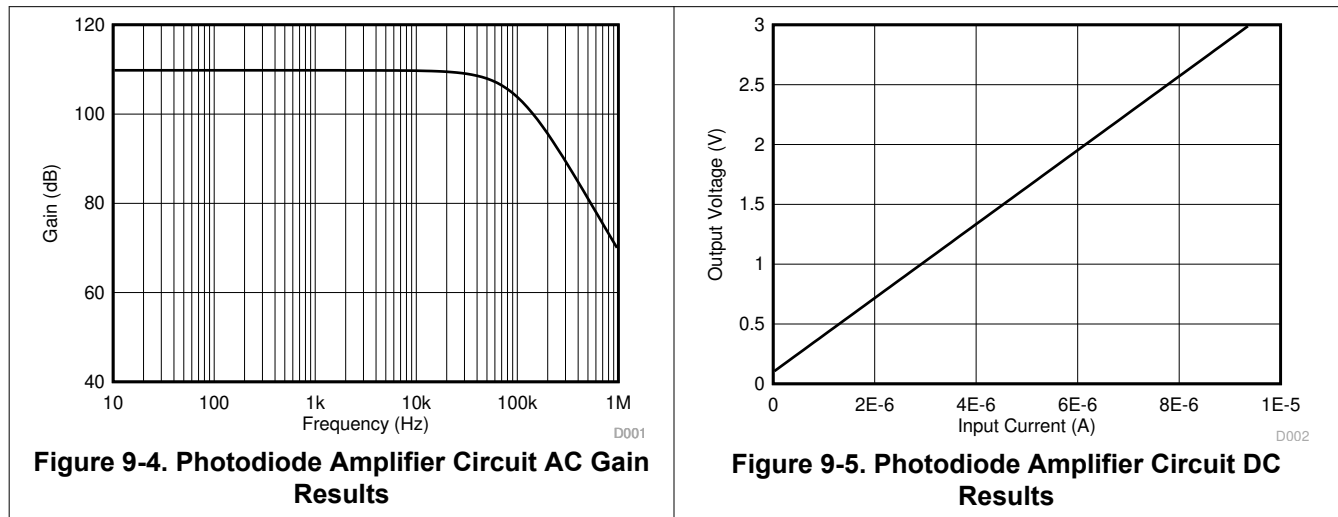 120
100
80
60
40
Gain (dB)
10
100
1k
10k
100k
1M
Frequency (Hz)
D001
Figure 9-4. Photodiode Amplifier Circuit AC Gain
Results
3
2.5
2
1.5
1
0.5
0
Output Voltage (V)
0
2E-6
4E-6
6E-6
8E-6
1E-5
Input Current (A)
D002
Figure 9-5. Photodiode Amplifier Circuit DC
Results